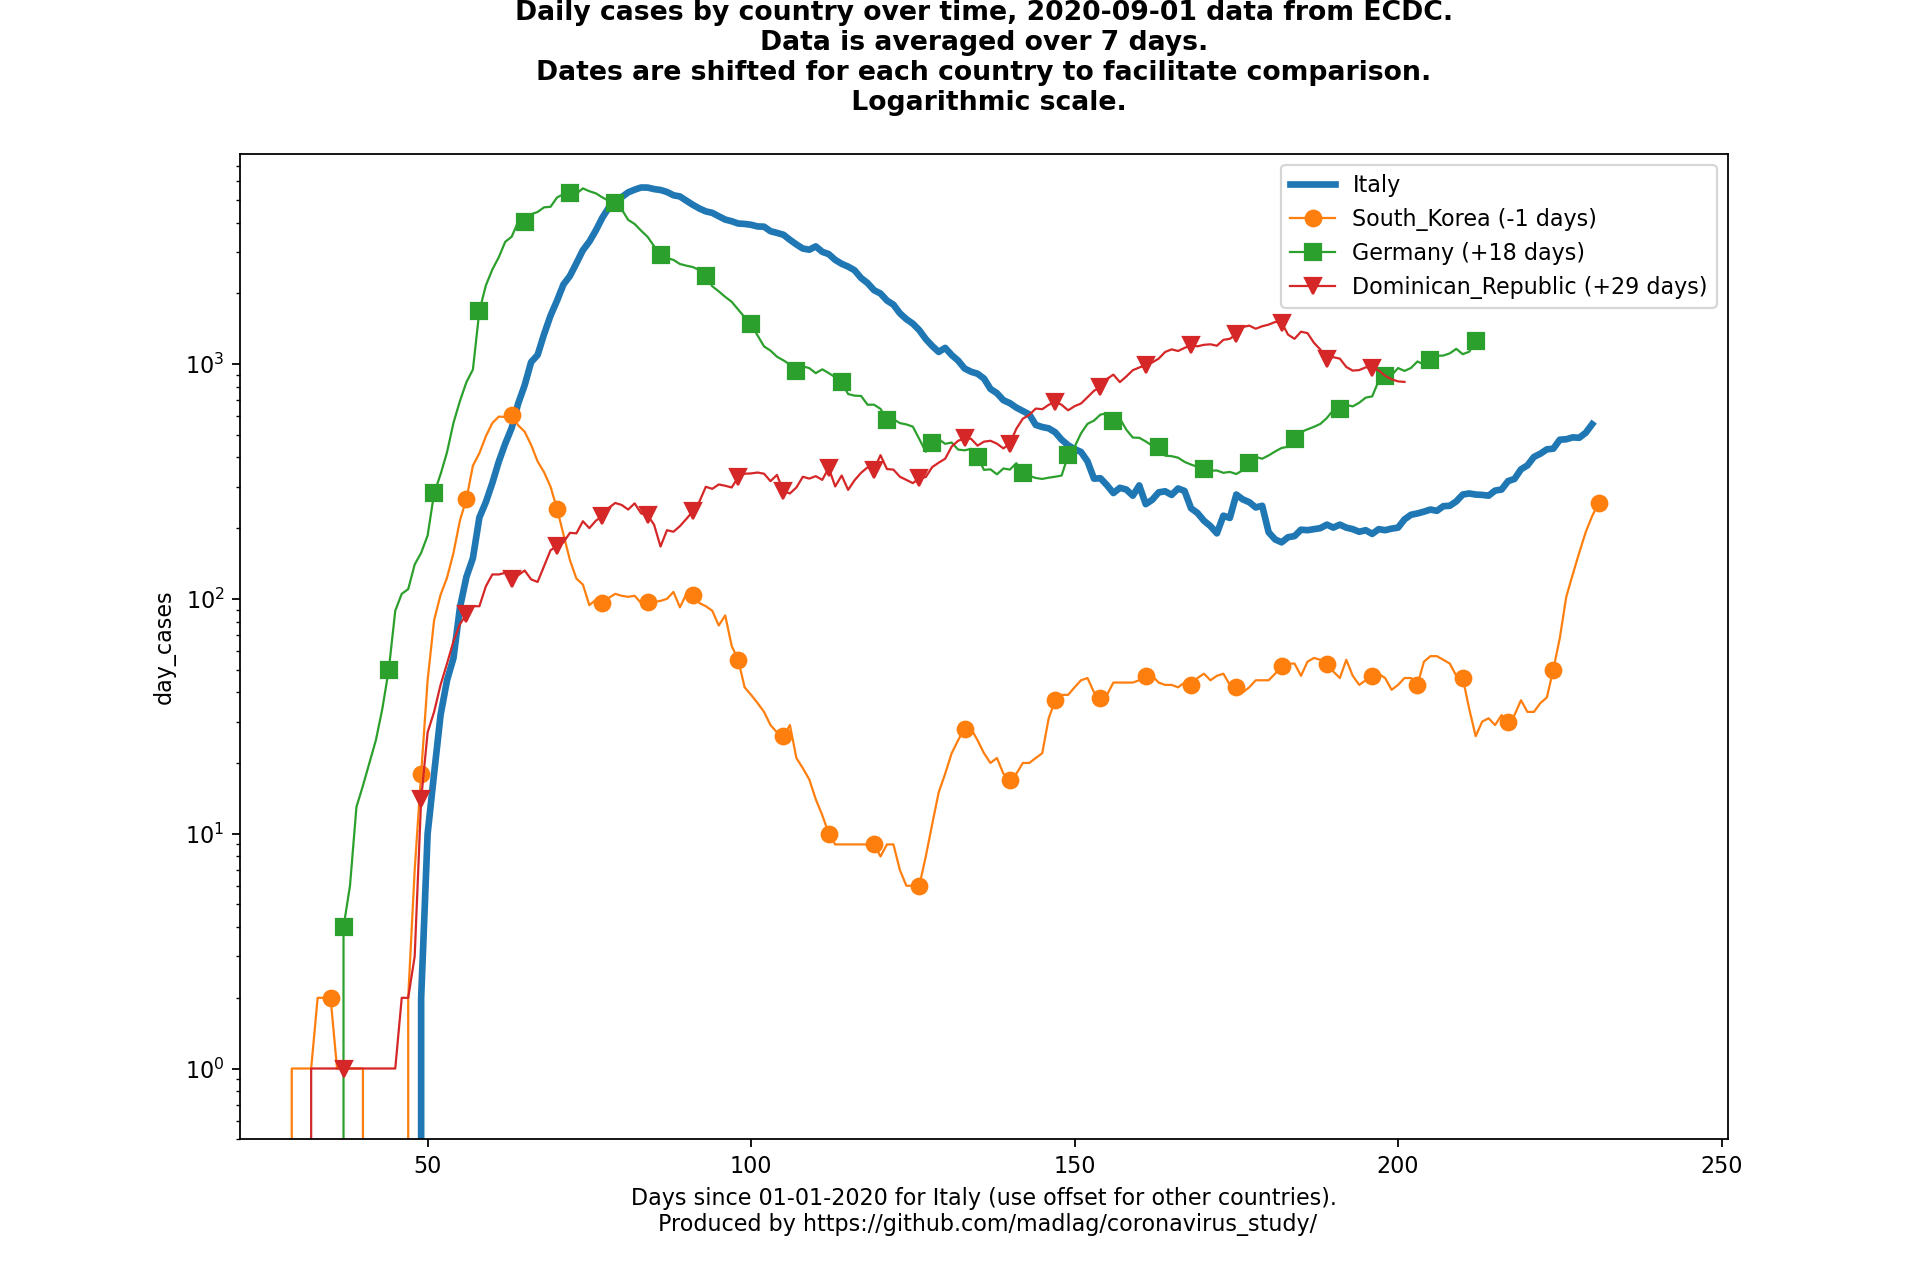 Daily cases by country over time, 2020-09-01 data from ECDC.
Data is averaged over 7 days.
Dates are shifted for each country to facilitate comparison.
Logarithmic scale.
Italy
South_Korea (-1 days)
Germany (+18 days)
Dominican_Republic (+29 days)
day_cases
10³
10²
10¹
10⁰
50 100 150 200 250
Days since 01-01-2020 for Italy (use offset for other countries).
Produced by https://github.com/madlag/coronavirus_study/